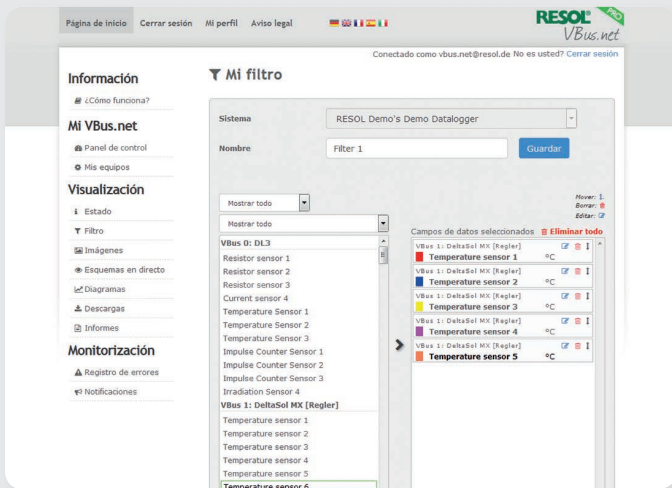 Página de inicio Cerrar sesión Mi perfil Aviso legal
RESOL® PRO
VBus.net
Conectado como vbus.net@resol.de No es usted? Cerrar sesión
Información
¿Cómo funciona?
Mi VBus.net
Panel de control
Mis equipos
Visualización
Estado
Filtro
Imágenes
Esquemas en directo
Diagramas
Descargas
Informes
Monitorización
Registro de errores
Notificaciones
Mi filtro
Sistema RESOL Demo's Demo Datalogger
Nombre Filter 1 Guardar
Mostrar todo
Mostrar todo
VBus 0: DL3
Resistor sensor 1
Resistor sensor 2
Resistor sensor 3
Current sensor 4
Temperature Sensor 1
Temperature Sensor 2
Temperature Sensor 3
Impulse Counter Sensor 1
Impulse Counter Sensor 2
Impulse Counter Sensor 3
Irradiation Sensor 4
VBus 1: DeltaSol MX [Regler]
Temperature sensor 1
Temperature sensor 2
Temperature sensor 3
Temperature sensor 4
Temperature sensor 5
Temperature sensor 6
Mover:
Borrar:
Editar:
Campos de datos seleccionados Eliminar todo
VBus 1: DeltaSol MX [Regler]
Temperature sensor 1 °C
VBus 1: DeltaSol MX [Regler]
Temperature sensor 2 °C
VBus 1: DeltaSol MX [Regler]
Temperature sensor 3 °C
VBus 1: DeltaSol MX [Regler]
Temperature sensor 4 °C
VBus 1: DeltaSol MX [Regler]
Temperature sensor 5 °C